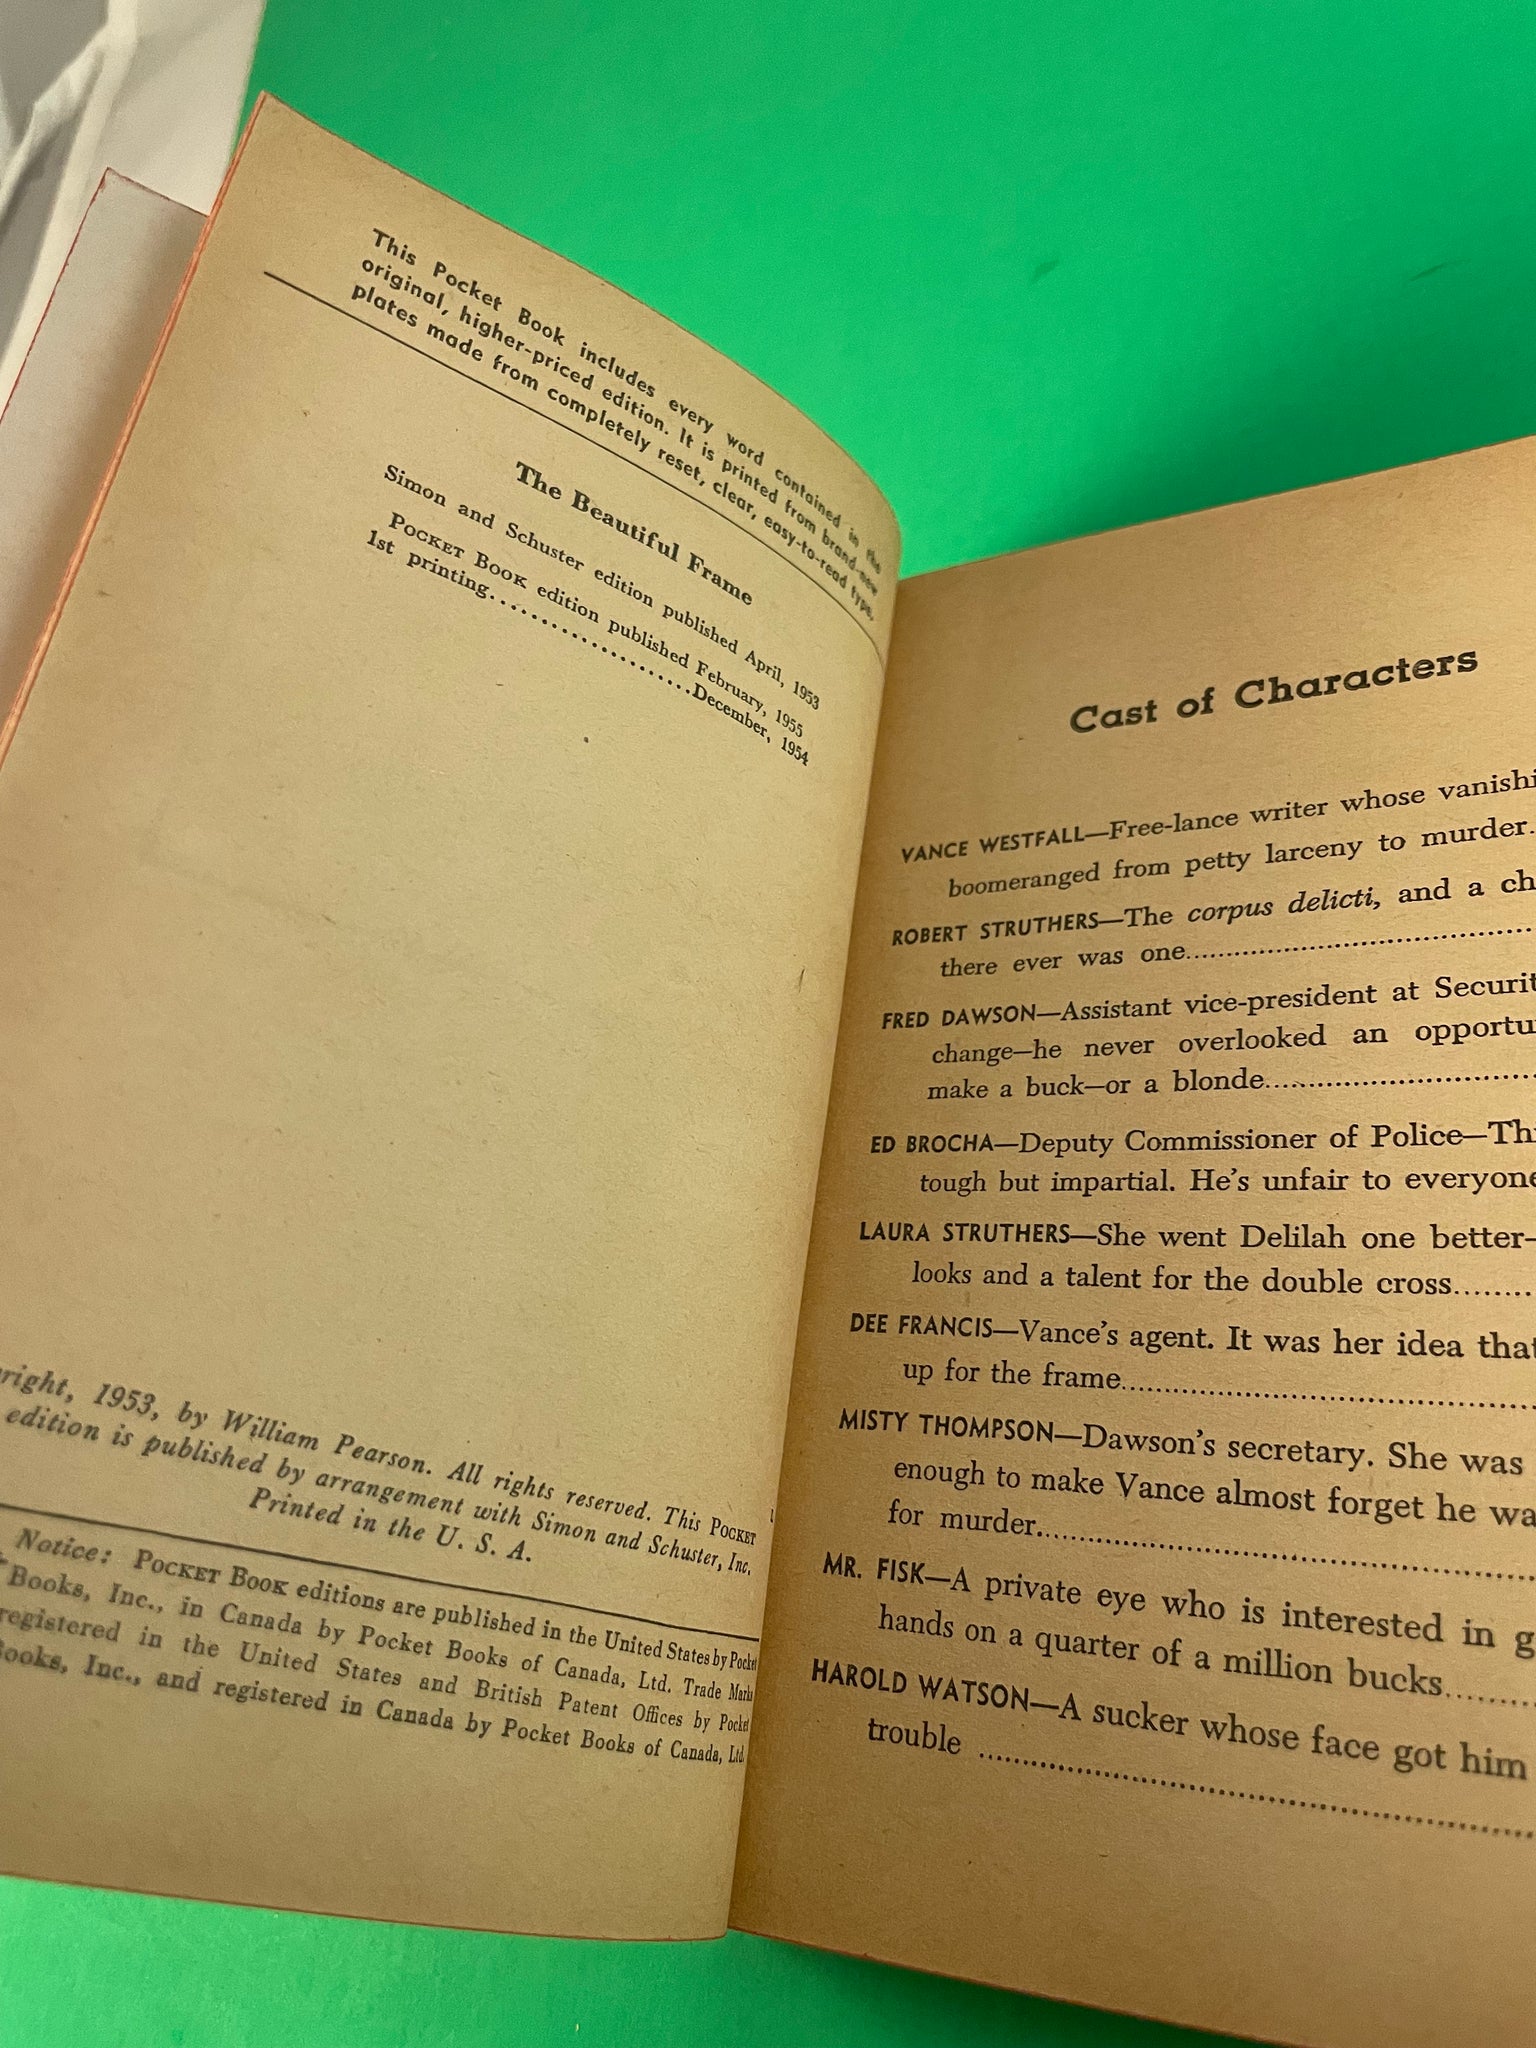 This Pocket Book includes every word contained in the
original, higher-priced edition. It is printed from brand-new
plates made from completely reset, clear, easy-to-read type.
The Beautiful Frame
Simon and Schuster edition published April, 1953
POCKET BOOK edition published February, 1955
1st printing....................December, 1954
right, 1953, by William Pearson. All rights reserved. This POCKET
edition is published by arrangement with Simon and Schuster, Inc.
Printed in the U. S. A.
Notice: POCKET BOOK editions are published in the United States by Pocket
Books, Inc., in Canada by Pocket Books of Canada, Ltd. Trade Marks
registered in the United States and British Patent Offices by Pocket
Books, Inc., and registered in Canada by Pocket Books of Canada, Ltd.
Cast of Characters
VANCE WESTFALL—Free-lance writer whose vanishi
boomeranged from petty larceny to murder.
ROBERT STRUTHERS—The corpus delicti, and a ch
there ever was one..............................
FRED DAWSON—Assistant vice-president at Securit
change—he never overlooked an opportu
make a buck—or a blonde..............................
ED BROCHA—Deputy Commissioner of Police—Thi
tough but impartial. He's unfair to everyone
LAURA STRUTHERS—She went Delilah one better—
looks and a talent for the double cross........
DEE FRANCIS—Vance's agent. It was her idea that
up for the frame..............................
MISTY THOMPSON—Dawson's secretary. She was
enough to make Vance almost forget he wa
for murder..............................
MR. FISK—A private eye who is interested in g
hands on a quarter of a million bucks..........
HAROLD WATSON—A sucker whose face got him
trouble ..............................